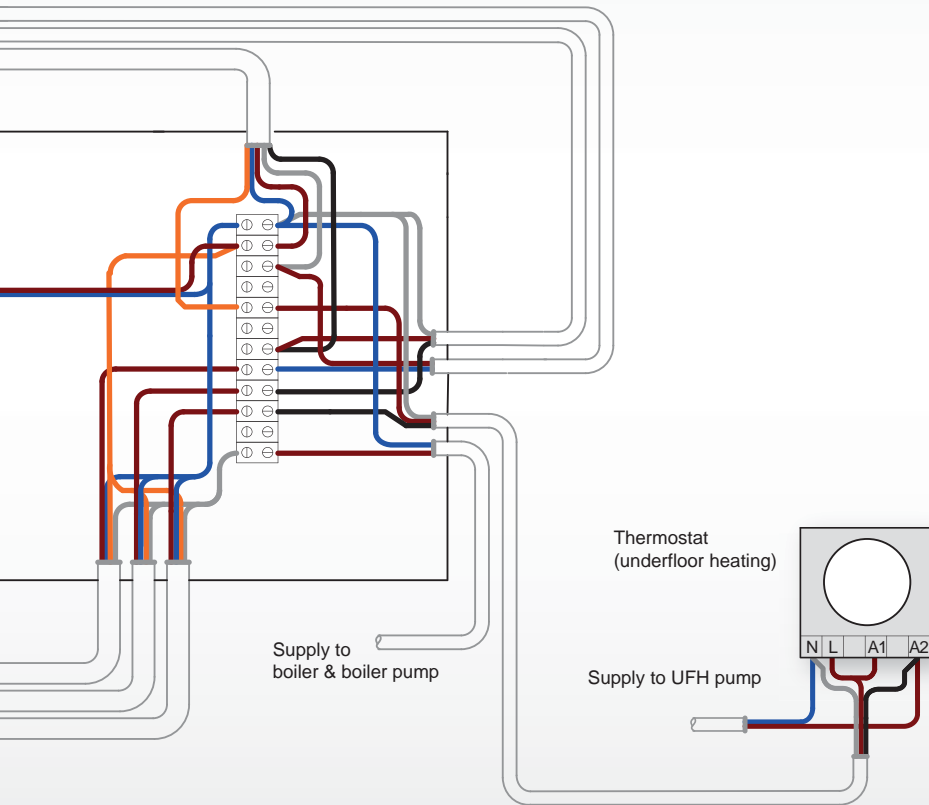 Thermostat
(underfloor heating)
N L A1 A2
Supply to
boiler & boiler pump
Supply to UFH pump